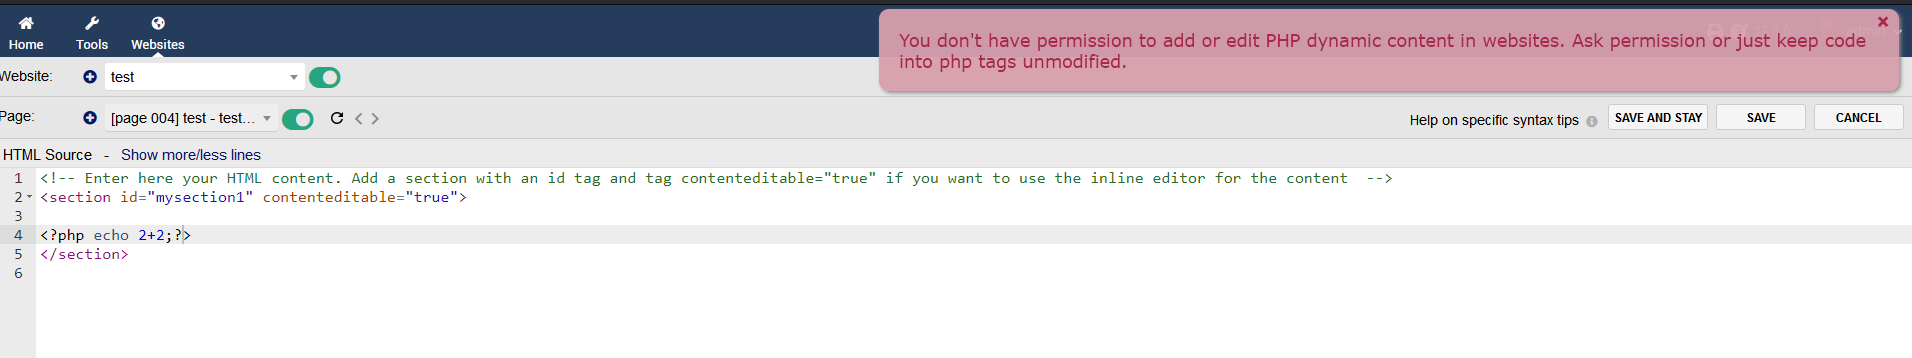 Home Tools Websites
You don't have permission to add or edit PHP dynamic content in websites. Ask permission or just keep code
into php tags unmodified.
Website: test
Page: [page 004] test - test... Help on specific syntax tips SAVE AND STAY SAVE CANCEL
HTML Source - Show more/less lines
1 <!-- Enter here your HTML content. Add a section with an id tag and tag contenteditable="true" if you want to use the inline editor for the content -->
2 <section id="mysection1" contenteditable="true">
3
4 <?php echo 2+2;?>
5 </section>
6